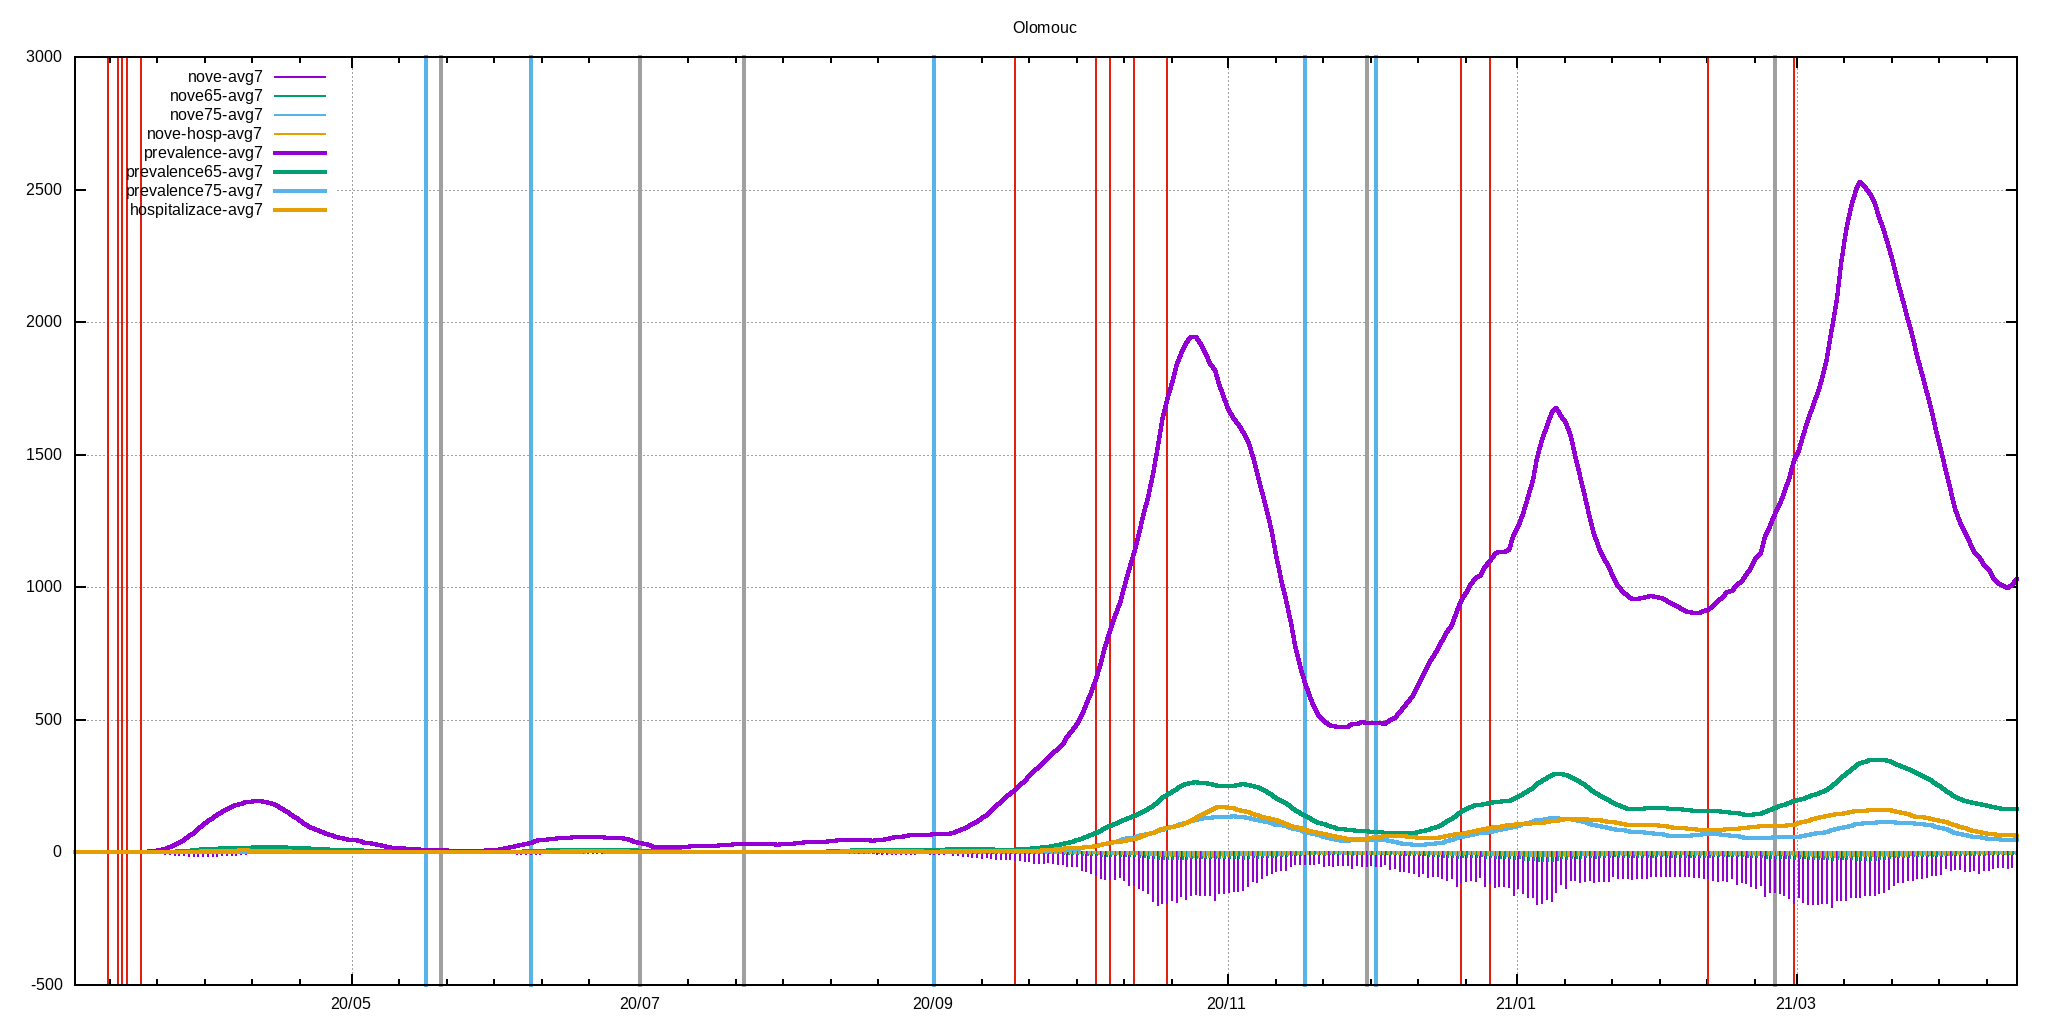 Olomouc
3000
2500
2000
1500
1000
500
0
-500
nove-avg7
nove65-avg7
nove75-avg7
nove-hosp-avg7
prevalence-avg7
prevalence65-avg7
prevalence75-avg7
hospitalizace-avg7
20/05
20/07
20/09
20/11
21/01
21/03